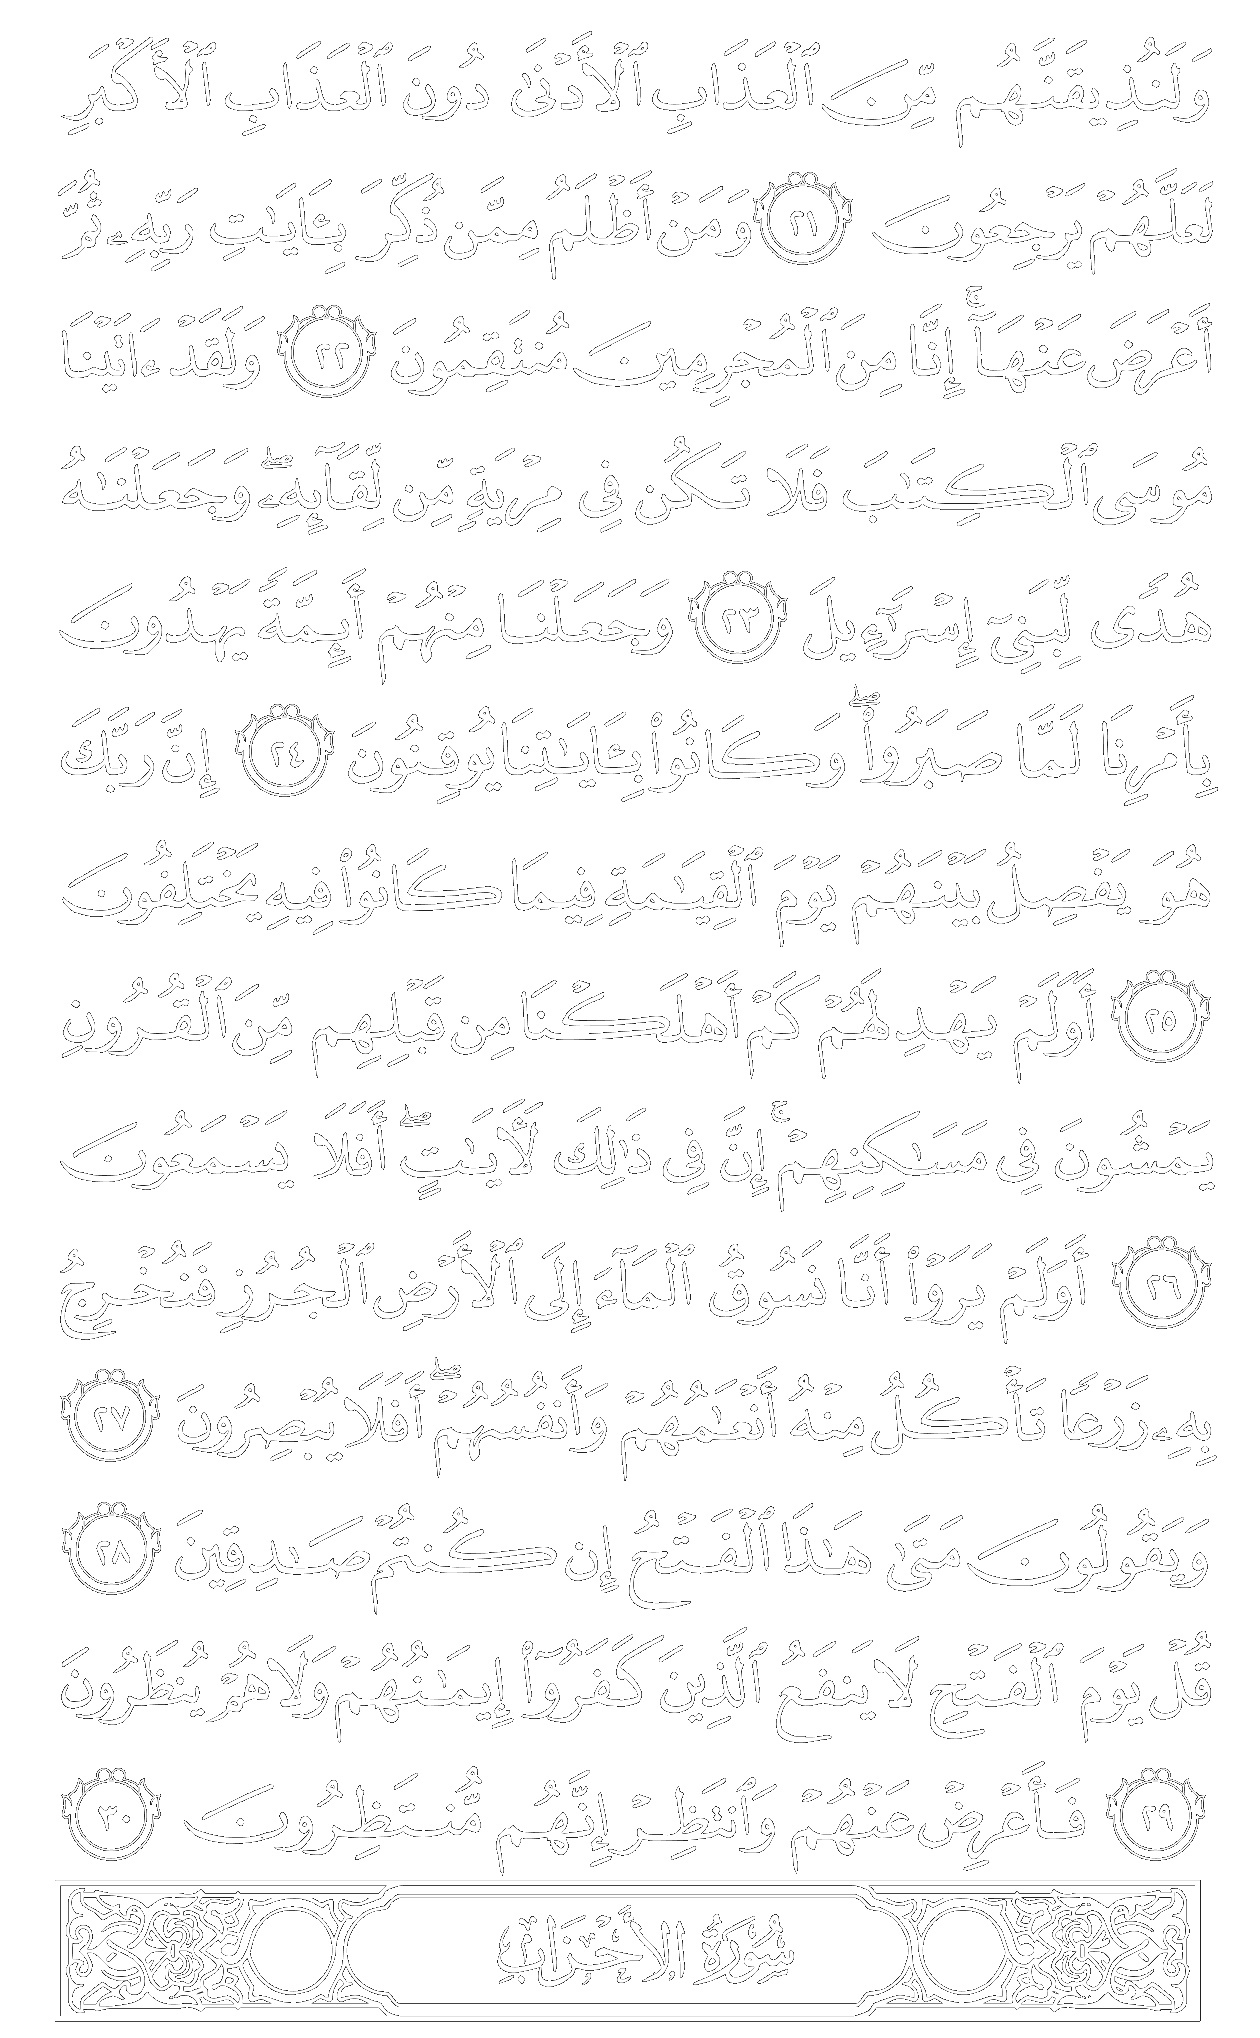 وَلَنُذِيقَنَّهُم مِّنَ ٱلْعَذَابِ ٱلْأَدْنَىٰ دُونَ ٱلْعَذَابِ ٱلْأَكْبَرِ
لَعَلَّهُمْ يَرْجِعُونَ ٢١ وَمَنْ أَظْلَمُ مِمَّن ذُكِّرَ بِـَٔايَـٰتِ رَبِّهِۦ ثُمَّ
أَعْرَضَ عَنْهَآ ۚ إِنَّا مِنَ ٱلْمُجْرِمِينَ مُنتَقِمُونَ ٢٢ وَلَقَدْ ءَاتَيْنَا
مُوسَى ٱلْكِتَـٰبَ فَلَا تَكُن فِى مِرْيَةٍ مِّن لِّقَآئِهِۦ ۖ وَجَعَلْنَـٰهُ
هُدًى لِّبَنِىٓ إِسْرَٰٓءِيلَ ٢٣ وَجَعَلْنَا مِنْهُمْ أَئِمَّةً يَهْدُونَ
بِأَمْرِنَا لَمَّا صَبَرُوا۟ ۖ وَكَانُوا۟ بِـَٔايَـٰتِنَا يُوقِنُونَ ٢٤ إِنَّ رَبَّكَ
هُوَ يَفْصِلُ بَيْنَهُمْ يَوْمَ ٱلْقِيَـٰمَةِ فِيمَا كَانُوا۟ فِيهِ يَخْتَلِفُونَ
٢٥ أَوَلَمْ يَهْدِ لَهُمْ كَمْ أَهْلَكْنَا مِن قَبْلِهِم مِّنَ ٱلْقُرُونِ
يَمْشُونَ فِى مَسَـٰكِنِهِمْ ۚ إِنَّ فِى ذَٰلِكَ لَـَٔايَـٰتٍ ۖ أَفَلَا يَسْمَعُونَ
٢٦ أَوَلَمْ يَرَوْا۟ أَنَّا نَسُوقُ ٱلْمَآءَ إِلَى ٱلْأَرْضِ ٱلْجُرُزِ فَنُخْرِجُ
بِهِۦ زَرْعًا تَأْكُلُ مِنْهُ أَنْعَـٰمُهُمْ وَأَنفُسُهُمْ ۖ أَفَلَا يُبْصِرُونَ ٢٧
وَيَقُولُونَ مَتَىٰ هَـٰذَا ٱلْفَتْحُ إِن كُنتُمْ صَـٰدِقِينَ ٢٨
قُلْ يَوْمَ ٱلْفَتْحِ لَا يَنفَعُ ٱلَّذِينَ كَفَرُوٓا۟ إِيمَـٰنُهُمْ وَلَا هُمْ يُنظَرُونَ
٢٩ فَأَعْرِضْ عَنْهُمْ وَٱنتَظِرْ إِنَّهُم مُّنتَظِرُونَ ٣٠
سُورَةُ الأَحْزَابِ